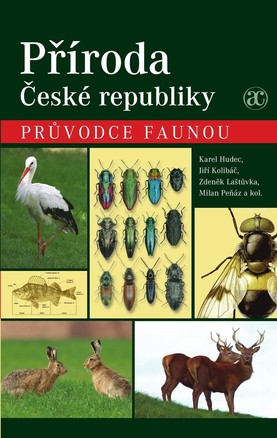 Příroda
České republiky
PRŮVODCE FAUNOU
Karel Hudec,
Jiří Kolibáč,
Zdeněk Laštůvka,
Milan Peňáz a kol.